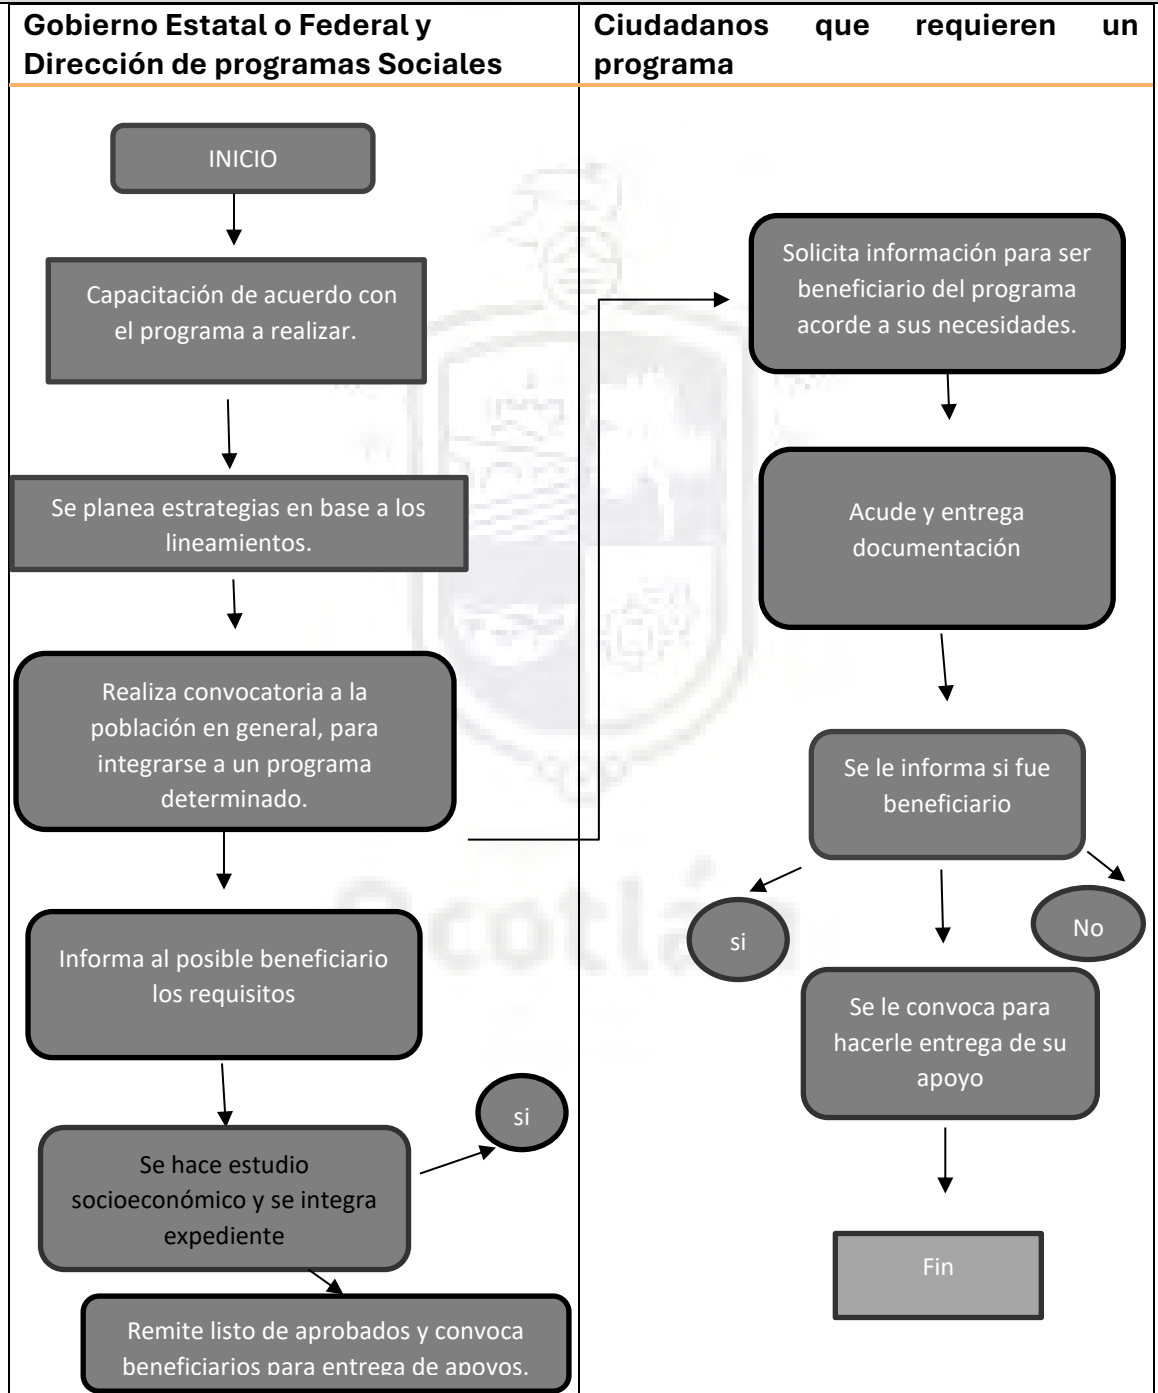 Gobierno Estatal o Federal y
Dirección de programas Sociales
Ciudadanos que requieren un
programa
INICIO
Capacitación de acuerdo con
el programa a realizar.
Se planea estrategias en base a los
lineamientos.
Realiza convocatoria a la
población en general, para
integrarse a un programa
determinado.
Informa al posible beneficiario
los requisitos
si
Se hace estudio
socioeconómico y se integra
expediente
Remite listo de aprobados y convoca
beneficiarios para entrega de apoyos.
Solicita información para ser
beneficiario del programa
acorde a sus necesidades.
Acude y entrega
documentación
Se le informa si fue
beneficiario
si
No
Se le convoca para
hacerle entrega de su
apoyo
Fin
Ocotlán